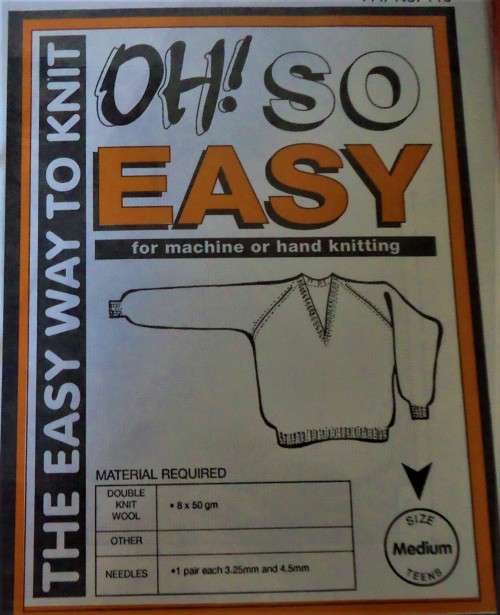 THE EASY WAY TO KNIT
OH! SO
EASY
for machine or hand knitting
MATERIAL REQUIRED
DOUBLE
KNIT
WOOL
• 8 x 50 gm
OTHER
NEEDLES
•1 pair each 3.25mm and 4.5mm
SIZE
Medium
TEENS